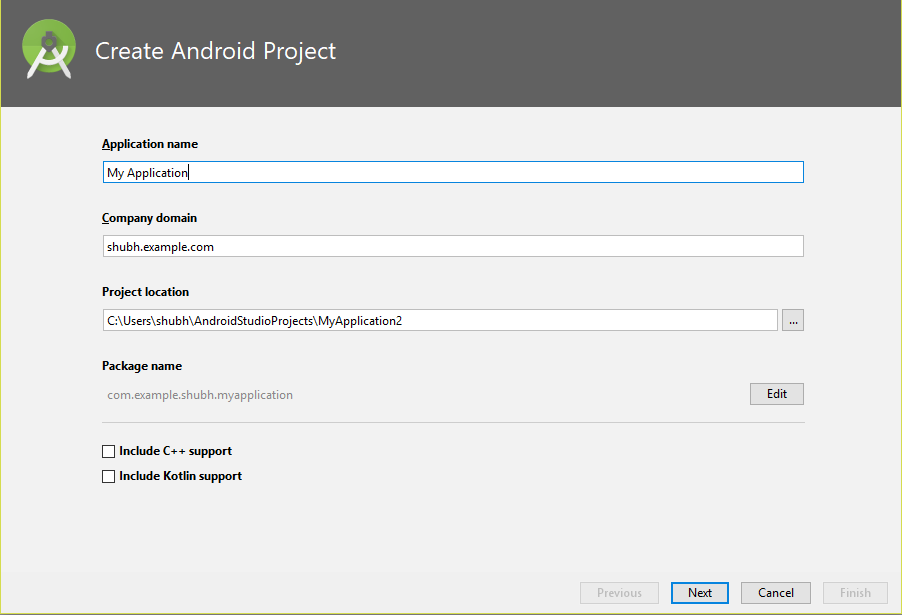 Create Android Project
Application name
My Application
Company domain
shubh.example.com
Project location
C:\Users\shubh\AndroidStudioProjects\MyApplication2
...
Package name
com.example.shubh.myapplication
Edit
Include C++ support
Include Kotlin support
Previous Next Cancel Finish